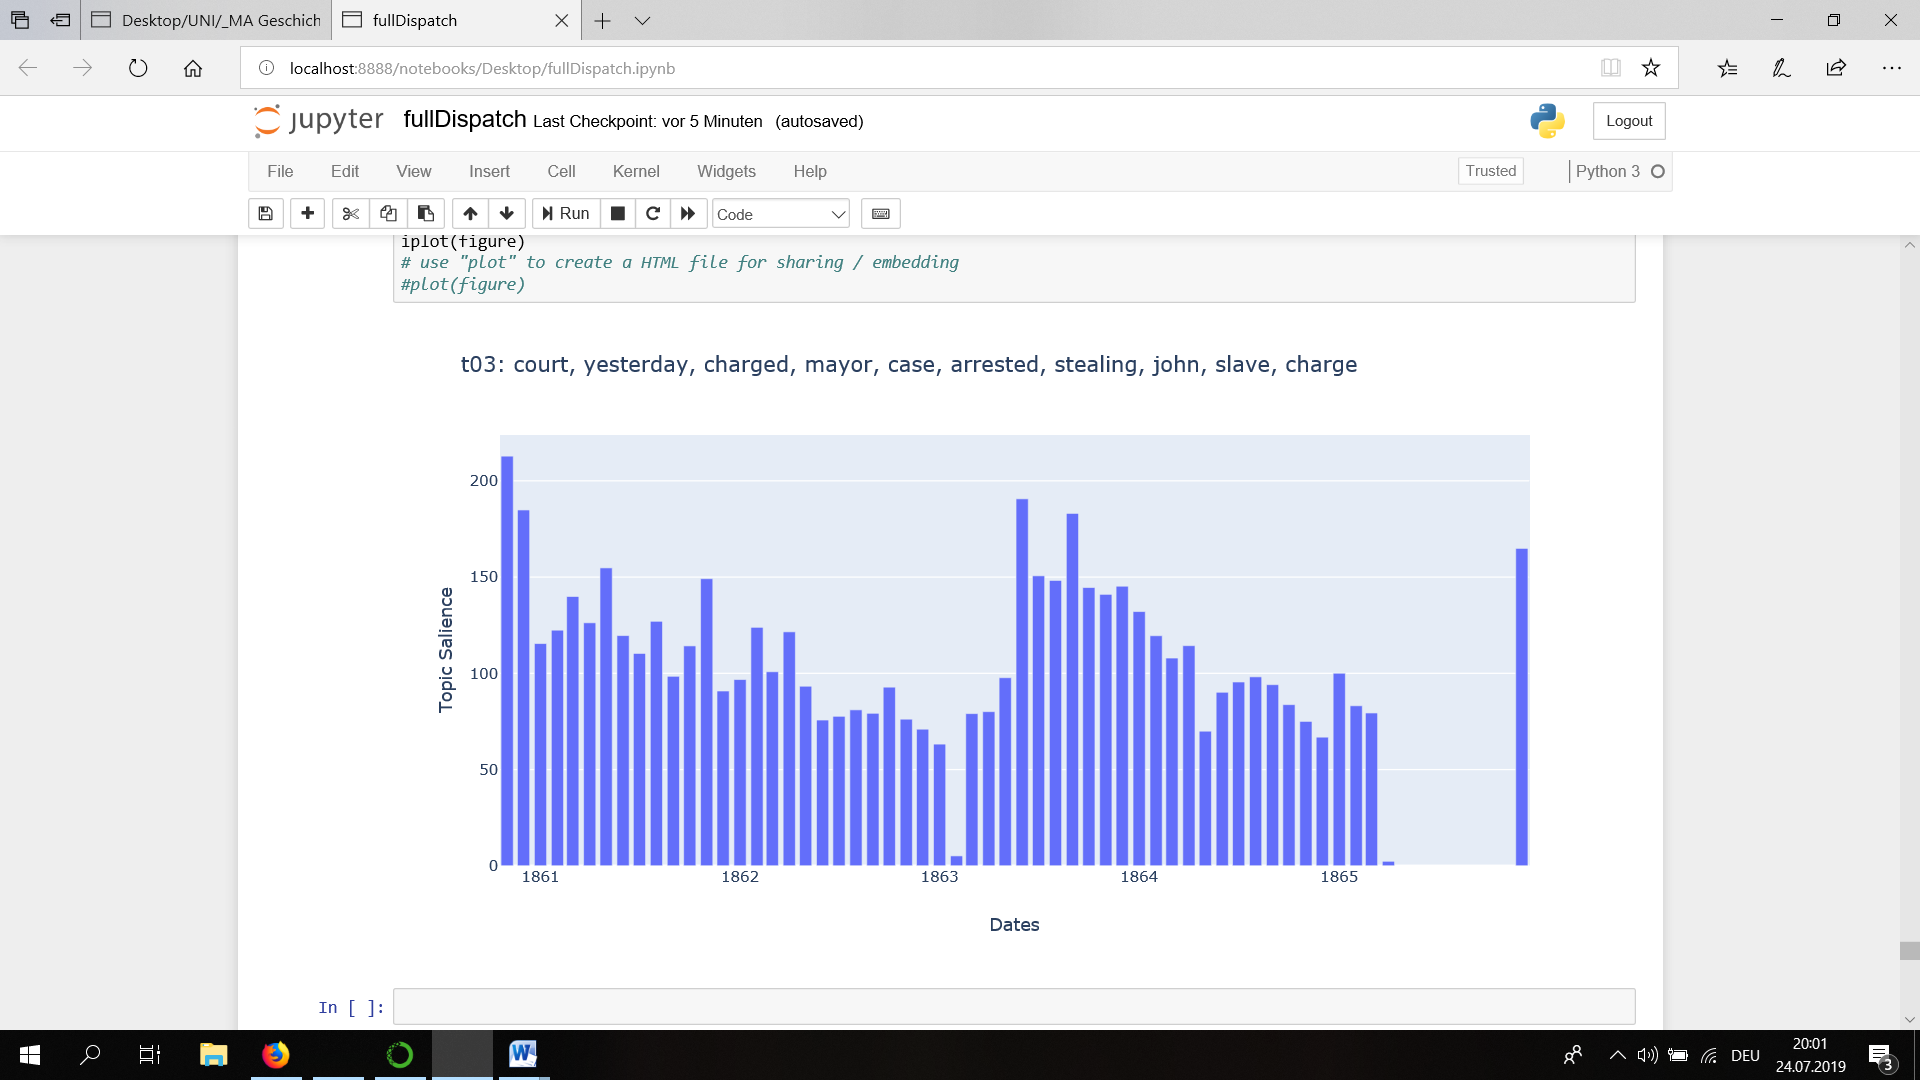 Desktop/UNI/_MA Geschich
fullDispatch
localhost:8888/notebooks/Desktop/fullDispatch.ipynb
jupyter fullDispatch Last Checkpoint: vor 5 Minuten (autosaved)
Logout
File Edit View Insert Cell Kernel Widgets Help
Trusted
Python 3
Run
Code
iplot(figure)
# use "plot" to create a HTML file for sharing / embedding
#plot(figure)
t03: court, yesterday, charged, mayor, case, arrested, stealing, john, slave, charge
200
150
100
50
0
Topic Salience
1861 1862 1863 1864 1865
Dates
In [ ]:
W
DEU
20:01
24.07.2019
3